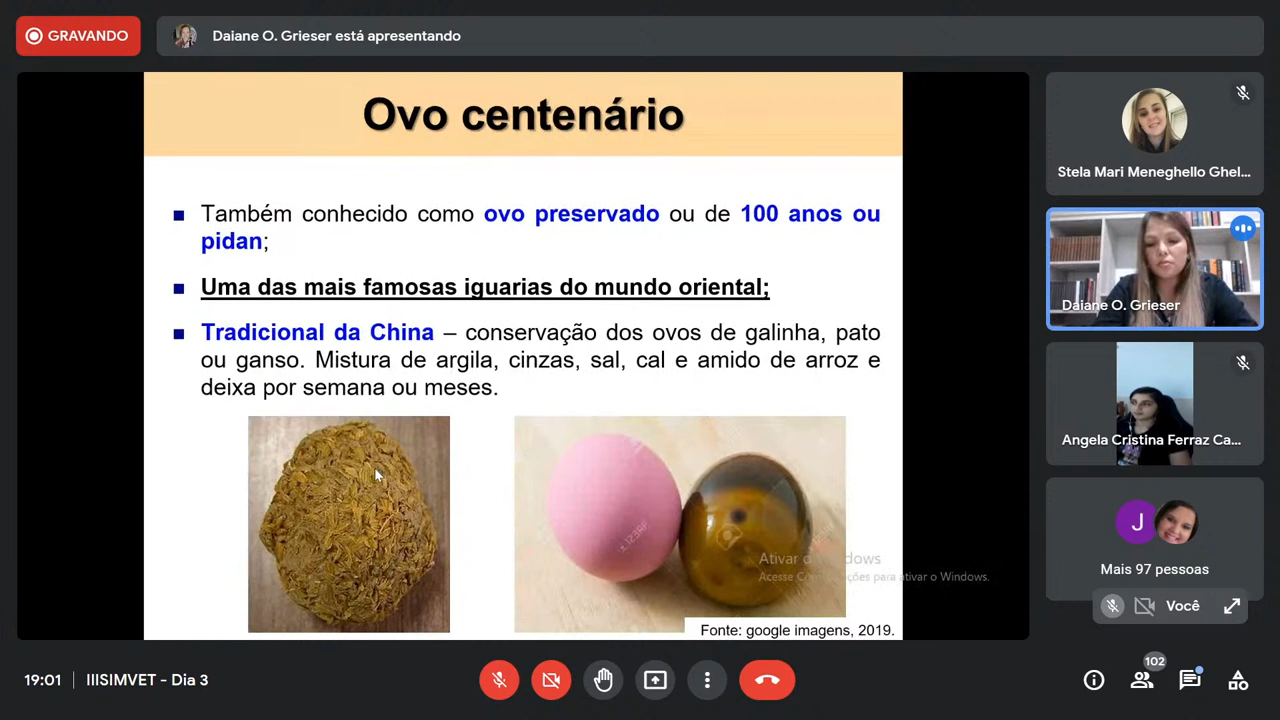 GRAVANDO
Daiane O. Grieser está apresentando
Ovo centenário
Também conhecido como ovo preservado ou de 100 anos ou
pidan;
Uma das mais famosas iguarias do mundo oriental;
Tradicional da China – conservação dos ovos de galinha, pato
ou ganso. Mistura de argila, cinzas, sal, cal e amido de arroz e
deixa por semana ou meses.
123RF
Fonte: google imagens, 2019.
Stela Mari Meneghello Ghel...
Daiane O. Grieser
Angela Cristina Ferraz Ca...
J
Mais 97 pessoas
Você
19:01
IIISIMVET - Dia 3
102